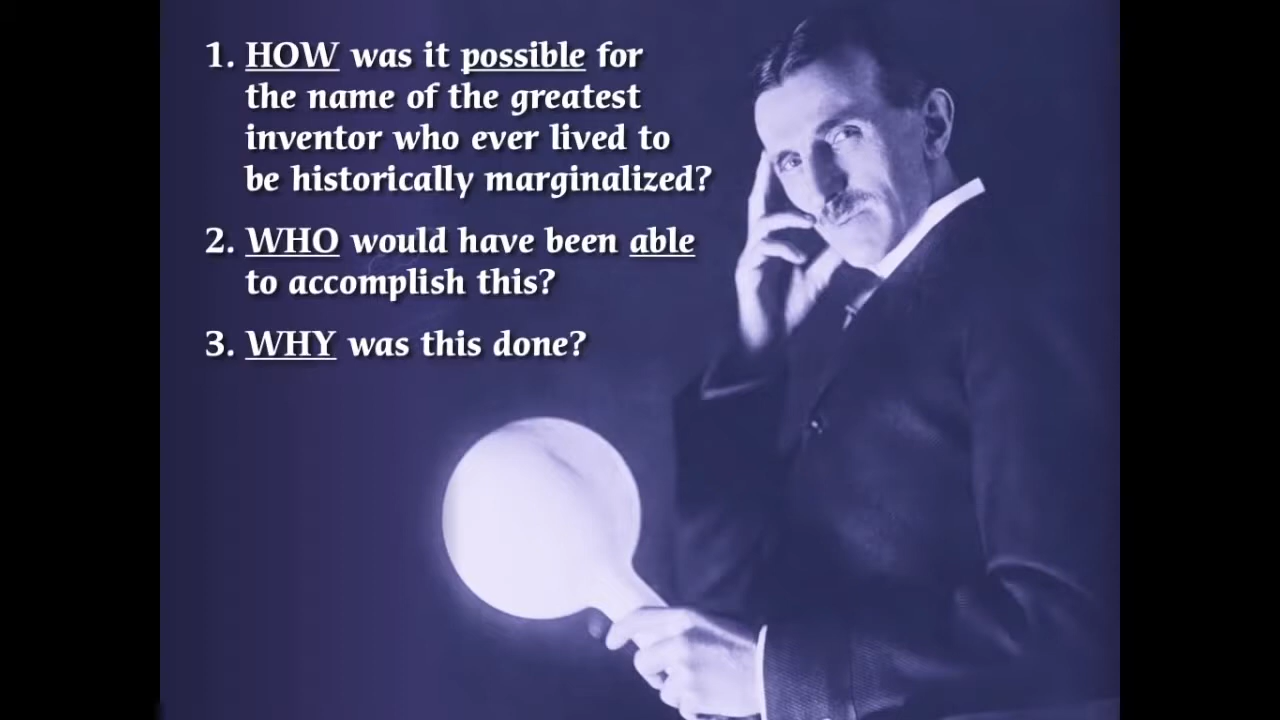 1. HOW was it possible for
the name of the greatest
inventor who ever lived to
be historically marginalized?
2. WHO would have been able
to accomplish this?
3. WHY was this done?